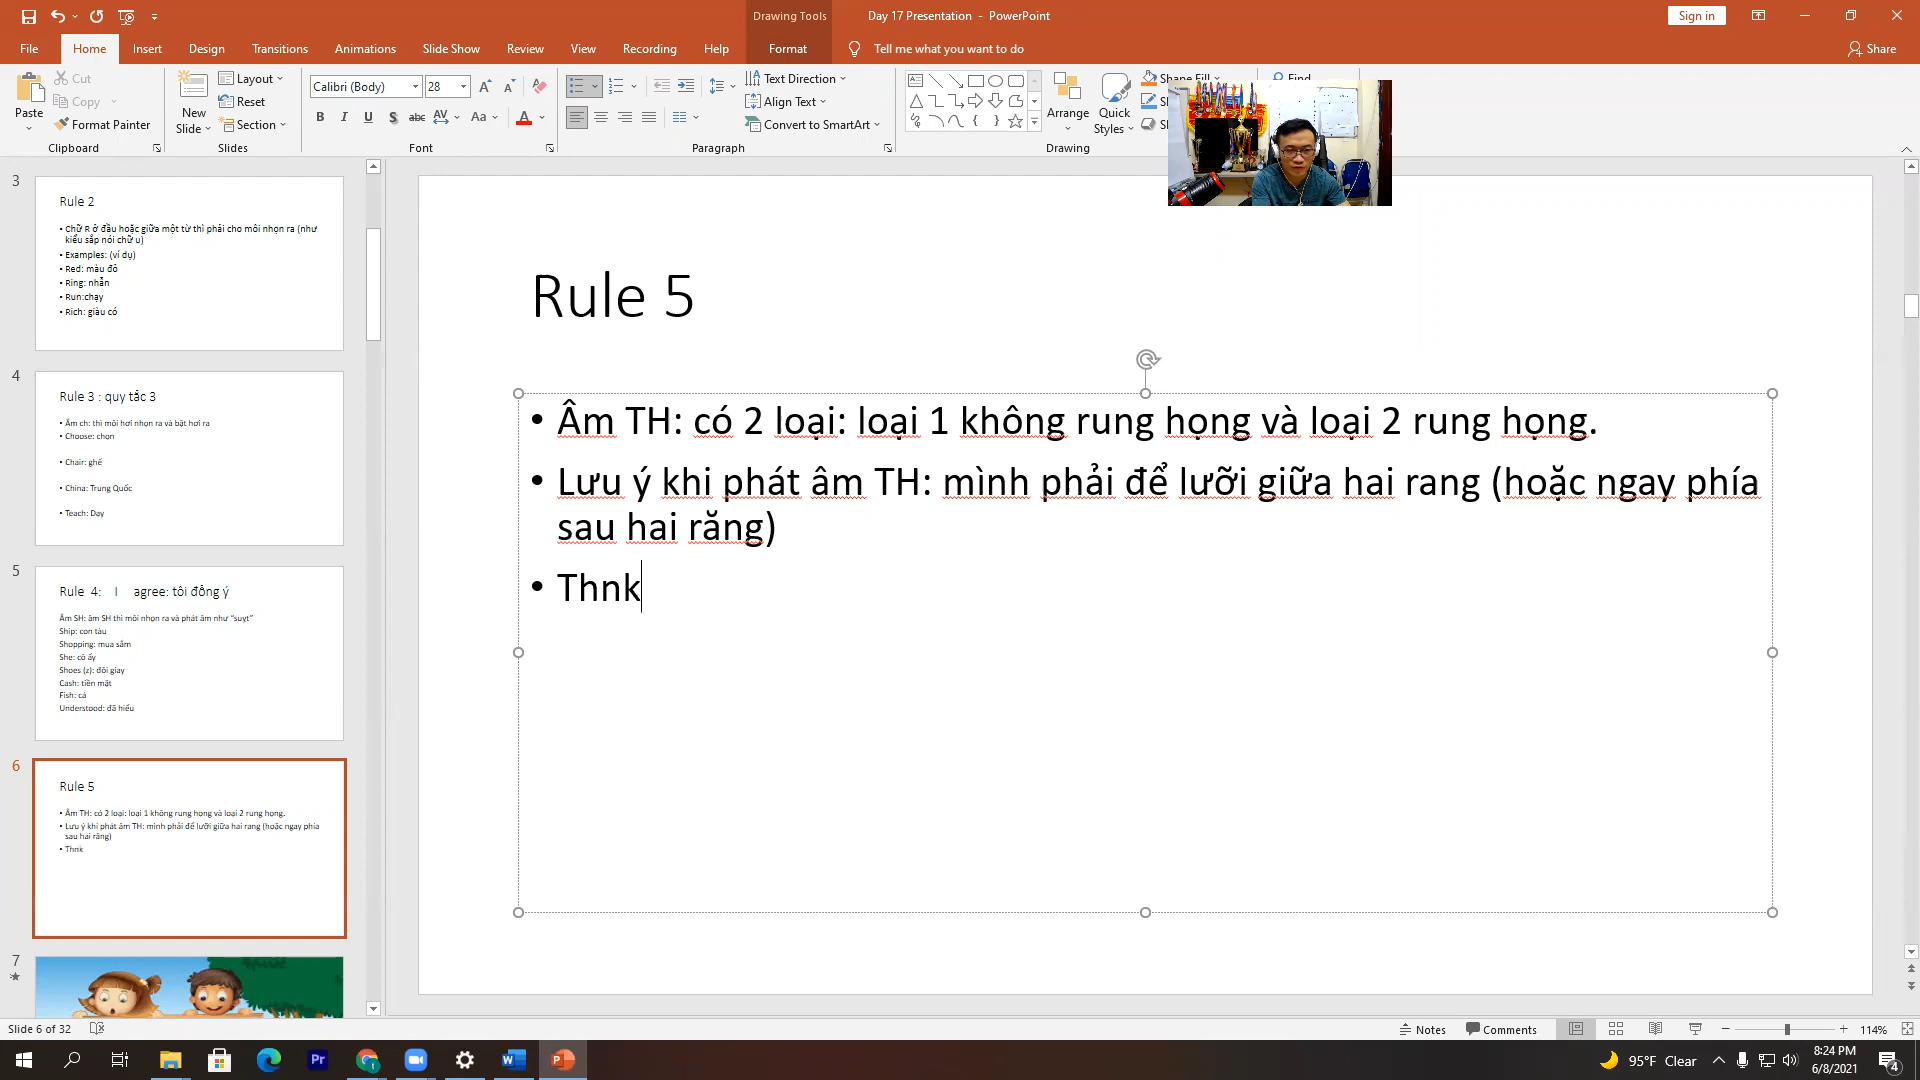 Drawing Tools
Day 17 Presentation - PowerPoint
Sign in
File
Home
Insert
Design
Transitions
Animations
Slide Show
Review
View
Recording
Help
Format
Tell me what you want to do
Share
Paste
Cut
Copy
Format Painter
Clipboard
New
Slide
Layout
Reset
Section
Slides
Calibri (Body)
28
Font
Text Direction
Align Text
Convert to SmartArt
Paragraph
Arrange
Quick
Styles
Shape Fill
Drawing
Find
3
Rule 2
• Chữ R ở đầu hoặc giữa một từ thì phải cho môi nhọn ra (như
kiểu sắp nói chữ u)
• Examples: (ví dụ)
• Red: màu đỏ
• Ring: nhẫn
• Run:chạy
• Rich: giàu có
4
Rule 3 : quy tắc 3
• Âm ch: thì môi hơi nhọn ra và bật hơi ra
• Choose: chọn
• Chair: ghế
• China: Trung Quốc
• Teach: Dạy
5
Rule 4: I agree: tôi đồng ý
Âm SH: âm SH thì môi nhọn ra và phát âm như “suỵt”
Ship: con tàu
Shopping: mua sắm
She: cô ấy
Shoes (z): đôi giay
Cash: tiền mặt
Fish: cá
Understood: đã hiểu
6
Rule 5
• Âm TH: có 2 loại: loại 1 không rung họng và loại 2 rung họng.
• Lưu ý khi phát âm TH: mình phải để lưỡi giữa hai rang (hoặc ngay phía
sau hai răng)
• Thnk
7
Rule 5
• Âm TH: có 2 loại: loại 1 không rung họng và loại 2 rung họng.
• Lưu ý khi phát âm TH: mình phải để lưỡi giữa hai rang (hoặc ngay phía
sau hai răng)
• Thnk
Slide 6 of 32
Notes
Comments
114%
95°F Clear
8:24 PM
6/8/2021
4